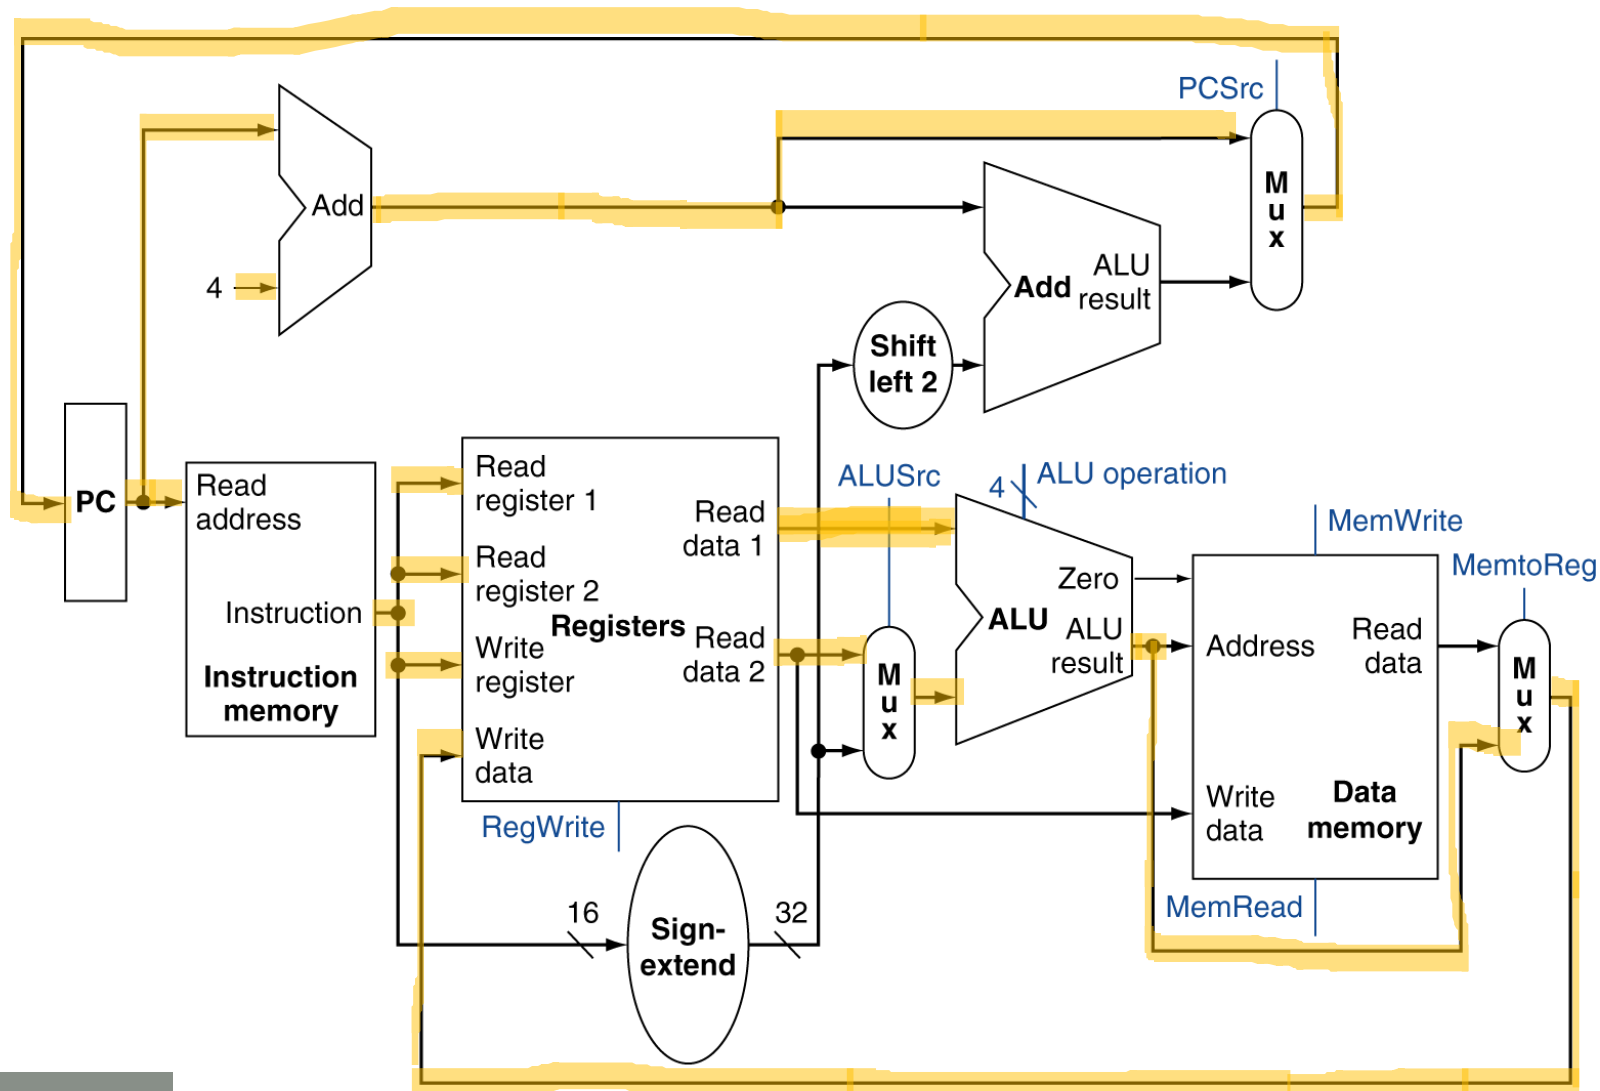 PCSrc
Add
4
M
u
x
Add
ALU
result
Shift
left 2
PC
Read
address
Instruction
Instruction
memory
Read
register 1
Read
register 2
Write
register
Write
data
Registers
Read
data 1
Read
data 2
RegWrite
ALUSrc
M
u
x
4
ALU operation
Zero
ALU
ALU
result
MemWrite
Address
Read
data
Write
data
Data
memory
MemRead
MemtoReg
M
u
x
16
Sign-
extend
32